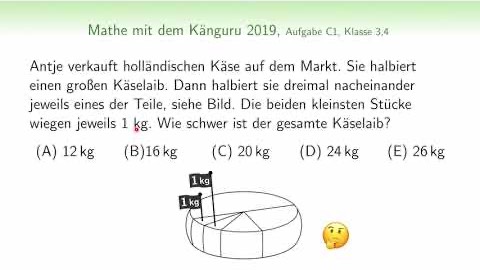 Mathe mit dem Känguru 2019, Aufgabe C1, Klasse 3,4
Antje verkauft holländischen Käse auf dem Markt. Sie halbiert
einen großen Käselaib. Dann halbiert sie dreimal nacheinander
jeweils eines der Teile, siehe Bild. Die beiden kleinsten Stücke
wiegen jeweils 1 kg. Wie schwer ist der gesamte Käselaib?
(A) 12 kg (B)16 kg (C) 20 kg (D) 24 kg (E) 26 kg
1 kg
1 kg